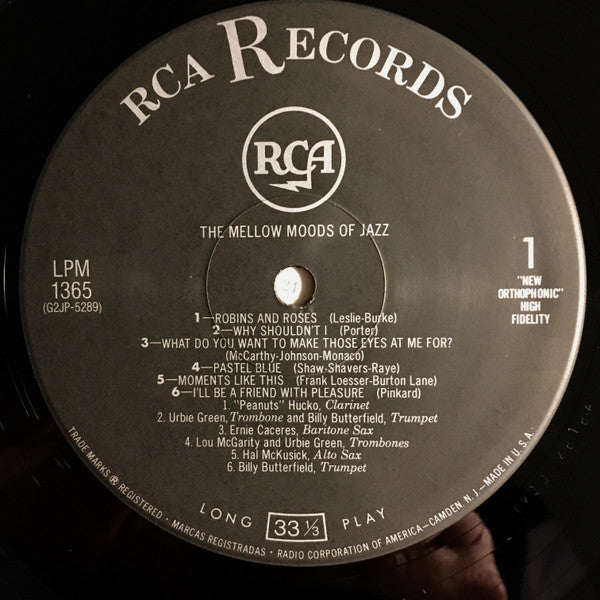 RCA RECORDS
RCA
THE MELLOW MOODS OF JAZZ
LPM
1365
(G2JP-5289)
1
"NEW
ORTHOPHONIC"
HIGH
FIDELITY
1—ROBINS AND ROSES (Leslie-Burke)
2—WHY SHOULDN'T I (Porter)
3—WHAT DO YOU WANT TO MAKE THOSE EYES AT ME FOR?
(McCarthy-Johnson-Monaco)
4—PASTEL BLUE (Shaw-Shavers-Raye)
5—MOMENTS LIKE THIS (Frank Loesser-Burton Lane)
6—I'LL BE A FRIEND WITH PLEASURE (Pinkard)
1. "Peanuts" Hucko, Clarinet
2. Urbie Green, Trombone and Billy Butterfield, Trumpet
3. Ernie Caceres, Baritone Sax
4. Lou McGarity and Urbie Green, Trombones
5. Hal McKusick, Alto Sax
6. Billy Butterfield, Trumpet
LONG 33 1/3 PLAY
TRADE MARKS ® REGISTERED • MARCAS REGISTRADAS • RADIO CORPORATION OF AMERICA—CAMDEN, N.J.—MADE IN U.S.A.